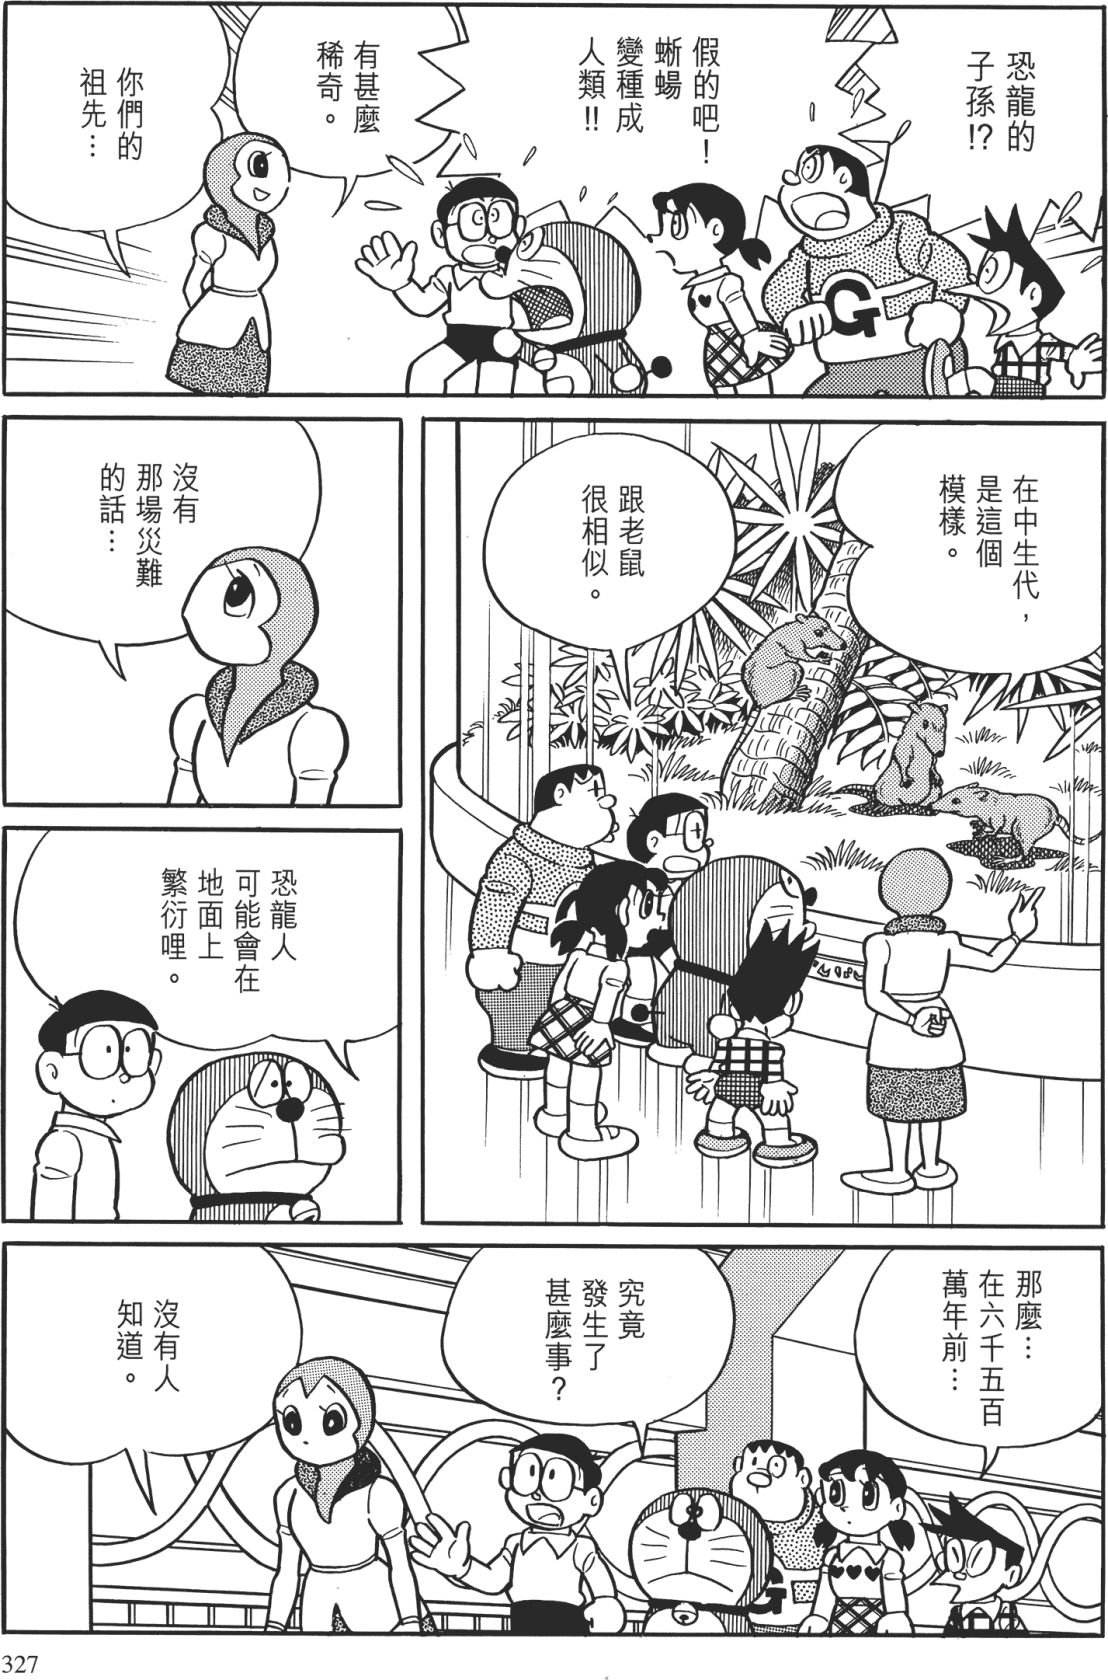 恐龍的
子孫!?
假的吧！
蜥蜴
變種成
人類!!
有甚麼
稀奇。
你們的
祖先…
G
在中生代，
是這個
模樣。
跟老鼠
很相似。
沒有
那場災難
的話…
恐龍人
可能會在
地面上
繁衍哩。
那麼…
在六千五百
萬年前…
究竟
發生了
甚麼事？
沒有人
知道。
G
327